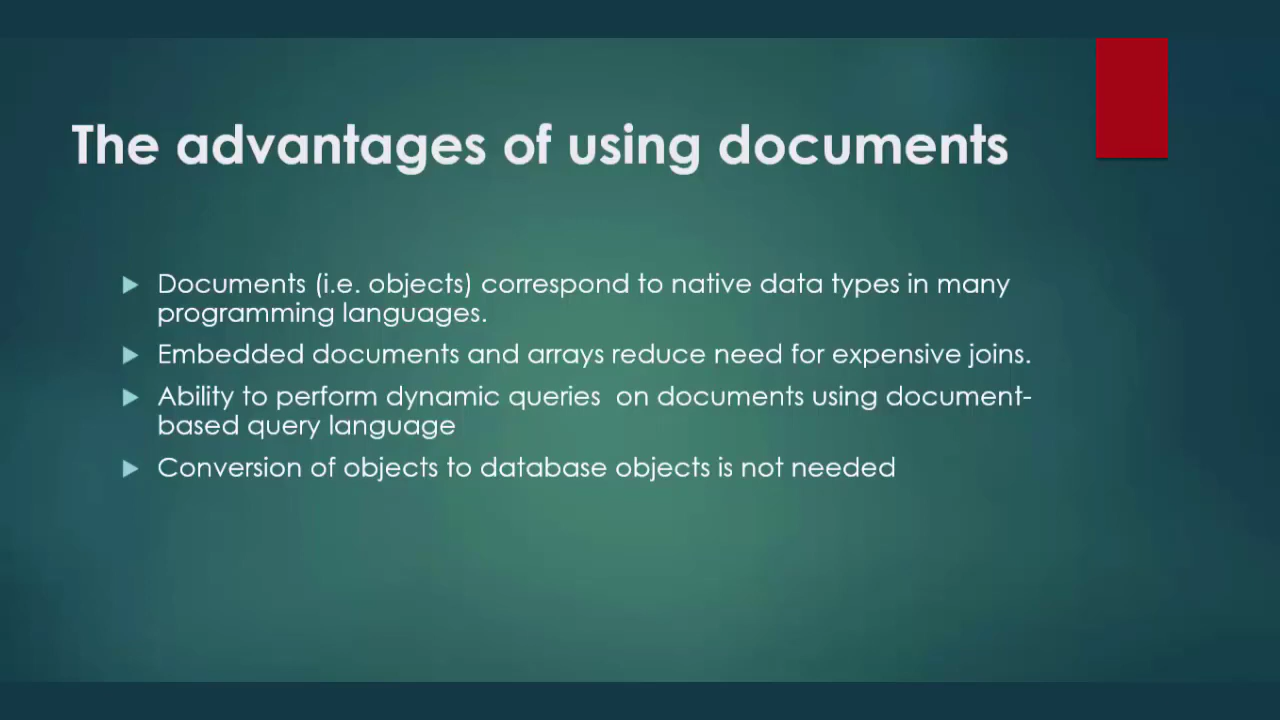 The advantages of using documents
Documents (i.e. objects) correspond to native data types in many
programming languages.
Embedded documents and arrays reduce need for expensive joins.
Ability to perform dynamic queries  on documents using document-
based query language
Conversion of objects to database objects is not needed